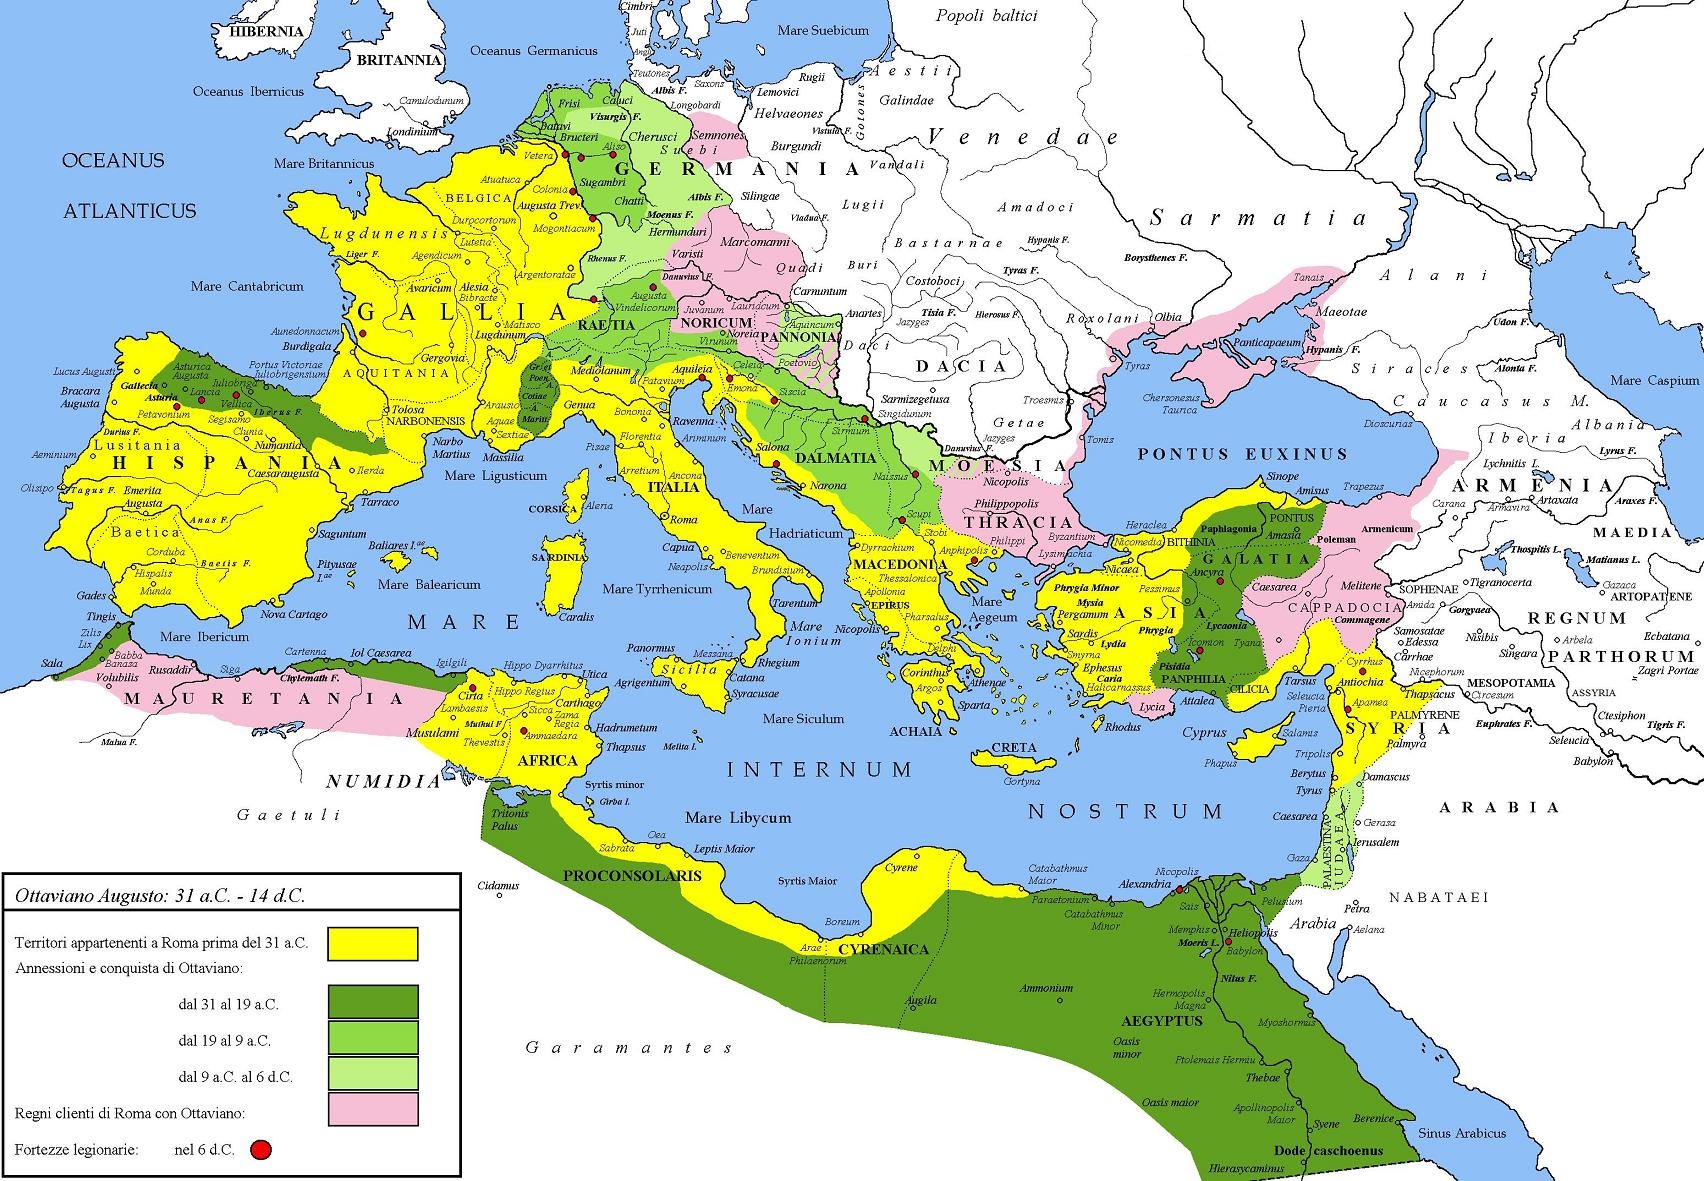 Cimbri
Juti
Angli
Teutones
Popoli baltici
Mare Suebicum
Oceanus Germanicus
HIBERNIA
BRITANNIA
Oceanus Ibernicus
Camulodunum
Londinium
OCEANUS
ATLANTICUS
Mare Britannicus
Aestii
Rugii
Saxons
Albis F.
Lemovici
Longobardi
Galindae
Gotones
Helvaeones
Frisi
Cauci
Visurgis F.
Batavi
Bructeri
Cherusci
Semnones
Suebi
Vistula F.
Burgundi
Venedae
Vetera
Aliso
GERMANIA
Vandali
Atuatuca
Colonia
Sugambri
BELGICA
Augusta Trev.
Chatti
Albis F.
Silingae
Lugii
Amadoci
Sarmatia
Durocortorum
Mogontiacum
Moenus F.
Viadua F.
Lugdunensis
Lutetia
Hermunduri
Marcomanni
Bastarnae
Hypanis F.
Liger F.
Agendicum
Rhenus F.
Varisti
Quadi
Buri
Borysthenes F.
Argentoratae
Danuvius F.
Tyras F.
Tanais
Alani
Mare Cantabricum
Avaricum
Alesia
Bibracte
Augusta
Vindelicorum
Carnuntum
Costoboci
GALLIA
Iuvanum
Lauriacum
Anartes
Tisia F.
Hierosus F.
Roxolani
Olbia
Maeotae
Matisco
Lugdunum
RAETIA
NORICUM
Noreia
Virunum
PANNONIA
Aquincum
Jazyges
Daci
Udon F.
Aunedonnacum
Burdigala
Gergovia
AQUITANIA
Panticapaeum
Hypanis F.
Lucus Augusti
Asturica
Augusta
Portus Victoriae
Iuliobrigensium
Mediolanum
Patavium
Aquileia
Celeia
Emona
Poetovio
DACIA
Tyras
Siraces
Alonta F.
Mare Caspium
Bracara
Augusta
Gallecia
Asturia
Lancia
Iuliobriga
Vellica
Iberus F.
Petavonium
Segisamo
Tolosa
NARBONENSIS
Arausio
Aquae
Sextiae
Graiei
Poen.
A.
Cotiae
A.
Marit.
Genua
Bononia
Ravenna
Siscia
Sirmium
Singidunum
Sarmizegetusa
Troesmis
Chersonesus
Taurica
Caucasus M.
Dioscurias
Durius F.
Lusitania
Clunia
Numantia
Narbo
Martius
Massilia
Pisae
Florentia
Ariminum
Salona
Getae
Danuvius F.
Jazyges
Tomis
Iberia
Albania
Aeminium
HISPANIA
Caesaraugusta
Ilerda
Mare Ligusticum
Arretium
Ancona
DALMATIA
MOESIA
PONTUS EUXINUS
Lyrus F.
Lychnitis L.
Olisipo
Tagus F.
Emerita
Augusta
Tarraco
CORSICA
Aleria
ITALIA
Narona
Naissus
Nicopolis
Sinope
Amisus
Trapezus
ARMENIA
Artaxata
Araxes F.
Carana
Armavira
Anas F.
Baetica
Saguntum
Roma
Mare
Hadriaticum
Scupi
Philippopolis
THRACIA
Heraclea
Paphlagonia
PONTUS
Amasia
Armenicum
Poleman
MAEDIA
Corduba
Baetis F.
Baliares I.ae
SARDINIA
Capua
Beneventum
Neapolis
Brundisium
Dyrrachium
Stobi
Philippi
Byzantium
Nicomedia
BITHINIA
GALATIA
Thospitis L.
Matianus L.
Hispalis
Munda
Pityusae
I.ae
Mare Balearicum
Mare Tyrrhenicum
MACEDONIA
Anphipolis
Lysimachia
Nicaea
Ancyra
Thessalonica
Phrygia Minor
Pessinus
Caesarea
Melitene
SOPHENAE
Tigranocerta
Gazaca
ARTOPATENE
Gades
Tingis
Nova Cartago
Caralis
Tarentum
Apollonia
EPIRUS
Mare
Aegeum
Mysia
Pergamum
ASIA
CAPPADOCIA
Commagene
Amida
Gorgyaea
REGNUM
Zilis
Lix
Mare Ibericum
MARE
Mare
Ionium
Nicopolis
Pharsalus
Phrygia
Lycaonia
Sardis
Lydia
Iconion
Tyana
Samosatae
Edessa
Nisibis
Arbela
Ecbatana
Sala
Babba
Banasa
Volubilis
Rusaddir
Siga
Cartenna
Iol Caesarea
Igilgili
Hippo Dyarrhitus
Utica
Panormus
Messana
Sicilia
Rhegium
Delphi
Smyrna
Carrhae
Singara
PARTHORUM
Zagri Portae
Chylemath F.
Cirta
Hippo Regius
Carthago
Agrigentum
Catana
Syracusae
Corinthus
Argos
Athenae
Sparta
Ephesus
Caria
Halicarnassus
Pisidia
PANPHILIA
CILICIA
Tarsus
Cyrrhus
Antiochia
Nicephorum
MESOPOTAMIA
MAURETANIA
Lambaesis
Muthul F.
Sicca
Zama
Regia
Hadrumetum
Mare Siculum
Lycia
Attalea
Seleucia
Pieria
Thapsacus
Circesum
ASSYRIA
Malua F.
Musulami
Thevestis
Ammaedara
Thapsus
Melita I.
ACHAIA
Rhodus
Cyprus
Salamis
Apamea
PALMYRENE
Euphrates F.
Ctesiphon
Tigris F.
SYRIA
Palmyra
Seleucia
Babylon
AFRICA
CRETA
Gortyna
Phapus
Tripolis
NUMIDIA
Syrtis minor
INTERNUM
Berytus
Damascus
Gaetuli
Girba I.
Tyrus
Tritonis
Palus
Mare Libycum
NOSTRUM
ARABIA
Oea
Sabrata
Leptis Maior
Caesarea
Gerasa
Ierusalem
PALAESTINA
IUDAEA
PROCONSOLARIS
Cyrene
Gaza
Cidamus
Syrtis Maior
Catabathmus
Maior
Nicopolis
Alexandria
NABATAEI
Boreum
Paraetonium
Catabathmus
Minor
Sais
Pelusium
Petra
Arabia
Aelana
Arae
Philaenorum
CYRENAICA
Memphis
Moeris L.
Heliopolis
Babylon
Augila
Ammonium
Nilus F.
Hermopolis
Magna
AEGYPTUS
Myoshormus
Garamantes
Oasis
minor
Ptolemais Hermiu
Thebae
Oasis maior
Apollinopolis
Maior
Syene
Berenice
Sinus Arabicus
Dode caschoenus
Hierasycaminus
Ottaviano Augusto: 31 a.C. - 14 d.C.
Territori appartenenti a Roma prima del 31 a.C.
Annessioni e conquista di Ottaviano:
dal 31 al 19 a.C.
dal 19 al 9 a.C.
dal 9 a.C. al 6 d.C.
Regni clienti di Roma con Ottaviano:
Fortezze legionarie: nel 6 d.C.